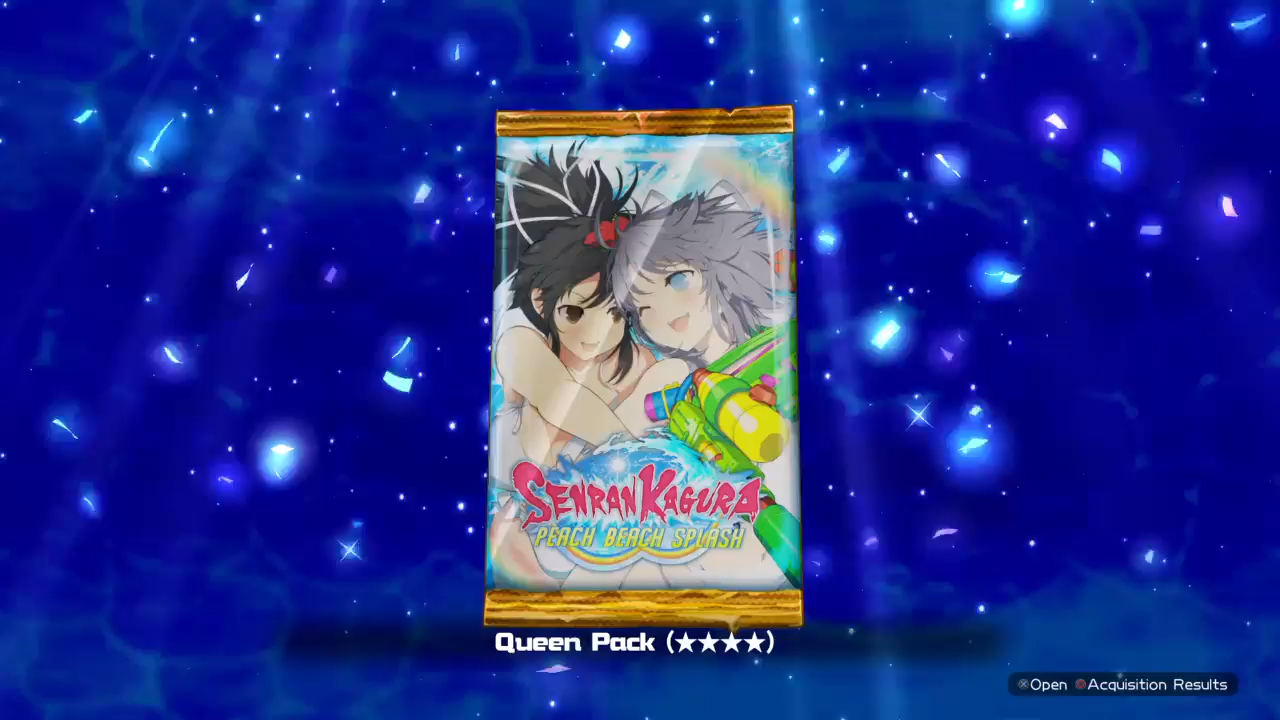 SENRAN KAGURA
PEACH BEACH SPLASH
Queen Pack (★★★★)
Open Acquisition Results